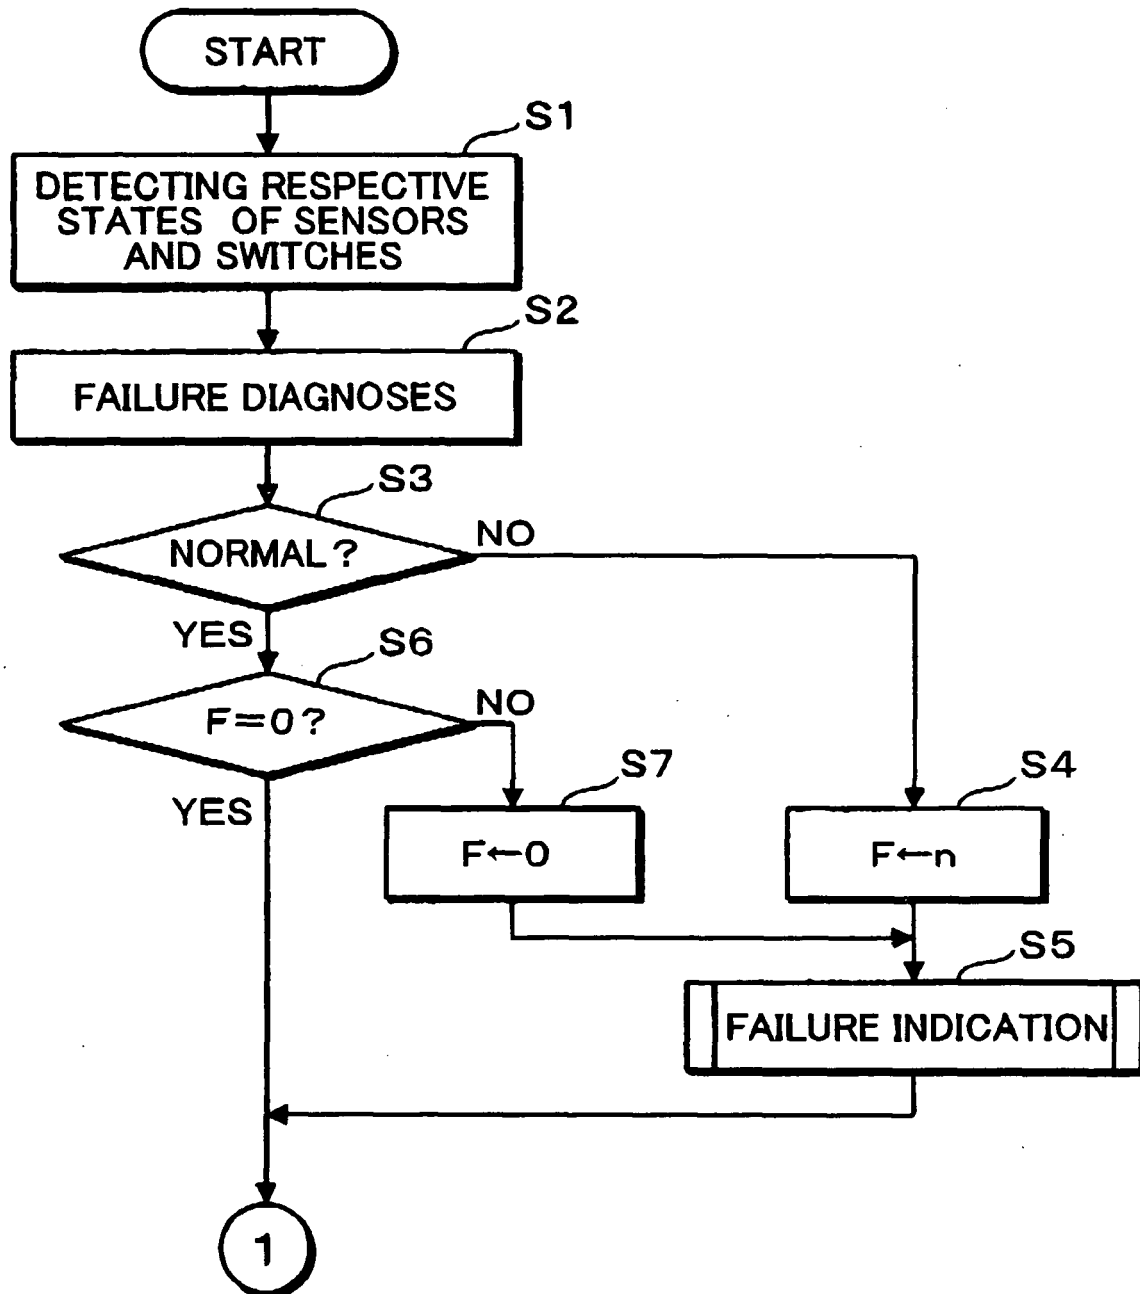 START
S1
DETECTING RESPECTIVE
STATES OF SENSORS
AND SWITCHES
S2
FAILURE DIAGNOSES
S3
NORMAL?
NO
YES
S6
F=0?
NO
YES
S7
F←0
S4
F←n
S5
FAILURE INDICATION
1